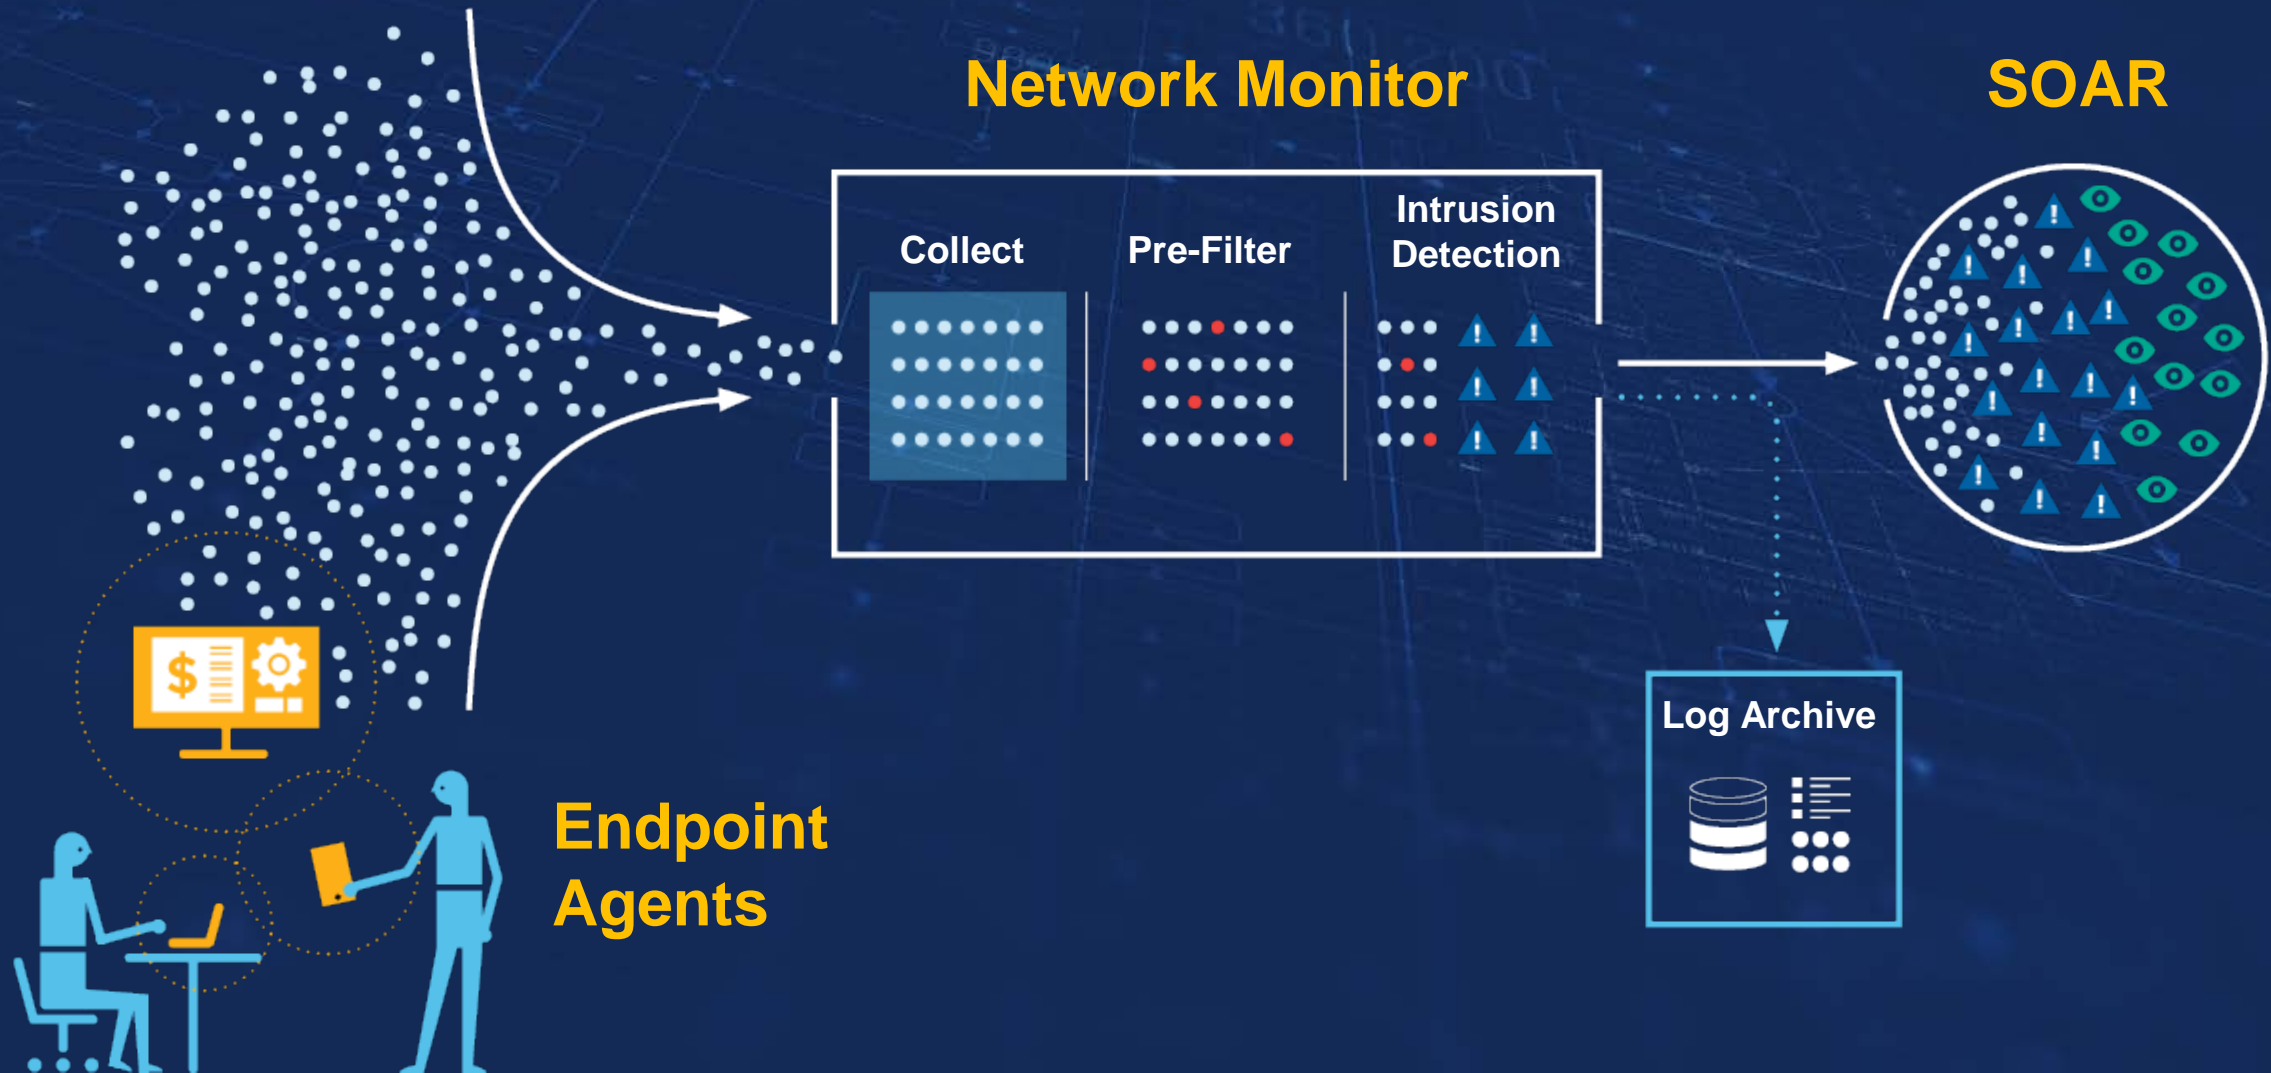 Network Monitor
SOAR
Collect
Pre-Filter
Intrusion
Detection
Log Archive
Endpoint
Agents
$